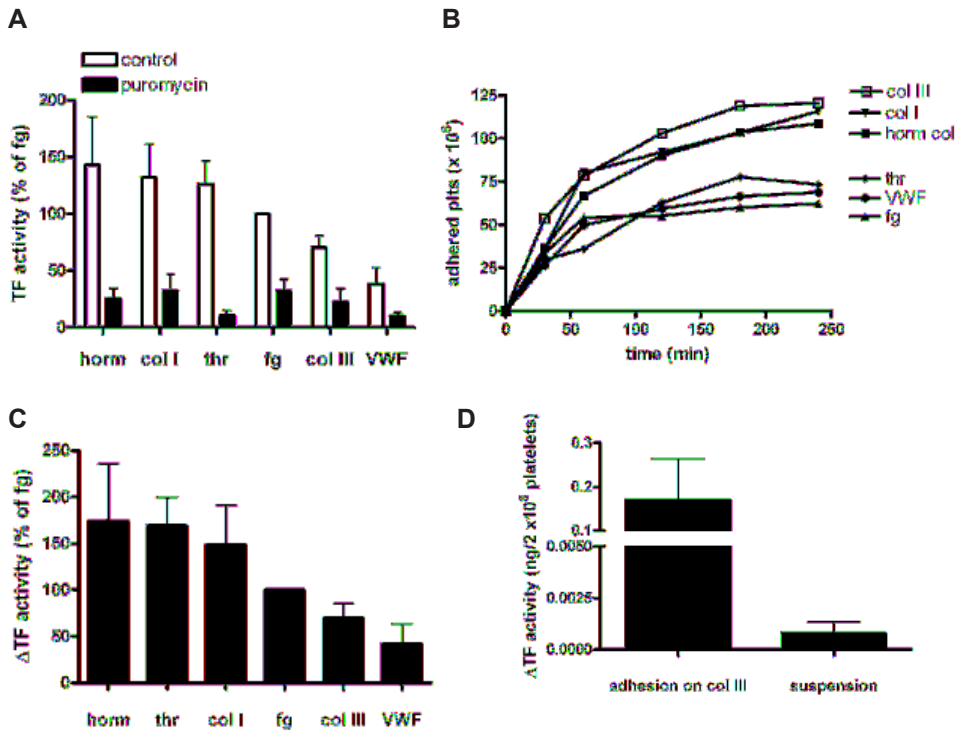 A
control
puromycin
TF activity (% of fg)
200
150
100
50
0
horm col I thr fg col III VWF
B
adhered plts (x 10⁶)
125
100
75
50
25
0
0 50 100 150 200 250
time (min)
col III
col I
horm col
thr
VWF
fg
C
ΔTF activity (% of fg)
250
200
150
100
50
0
horm thr col I fg col III VWF
D
ΔTF activity (ng/2 x10⁸ platelets)
0.3
0.2
0.1
0.0050
0.0025
0.0000
adhesion on col III suspension